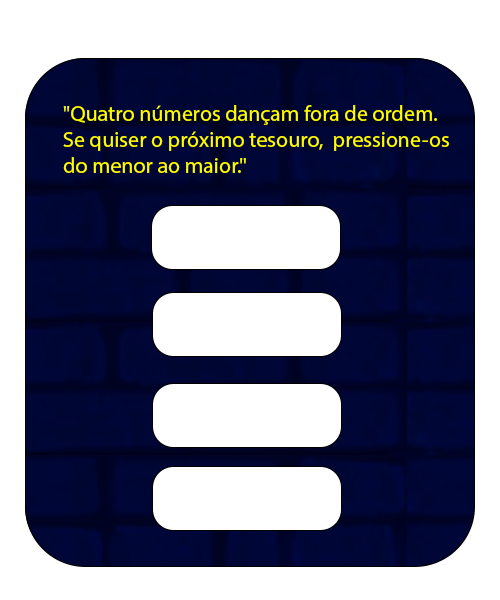 "Quatro números dançam fora de ordem.
Se quiser o próximo tesouro,  pressione-os
do menor ao maior."